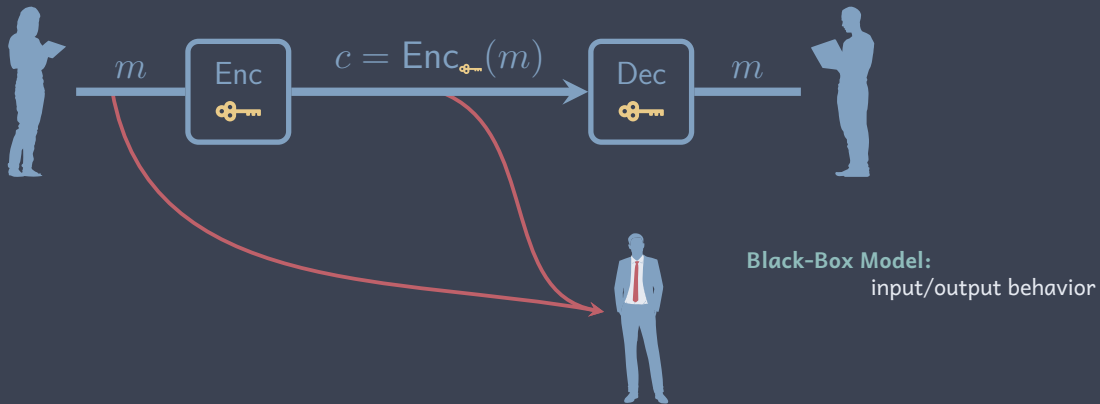 m
Enc
c = Enc(m)
Dec
m
Black-Box Model:
input/output behavior